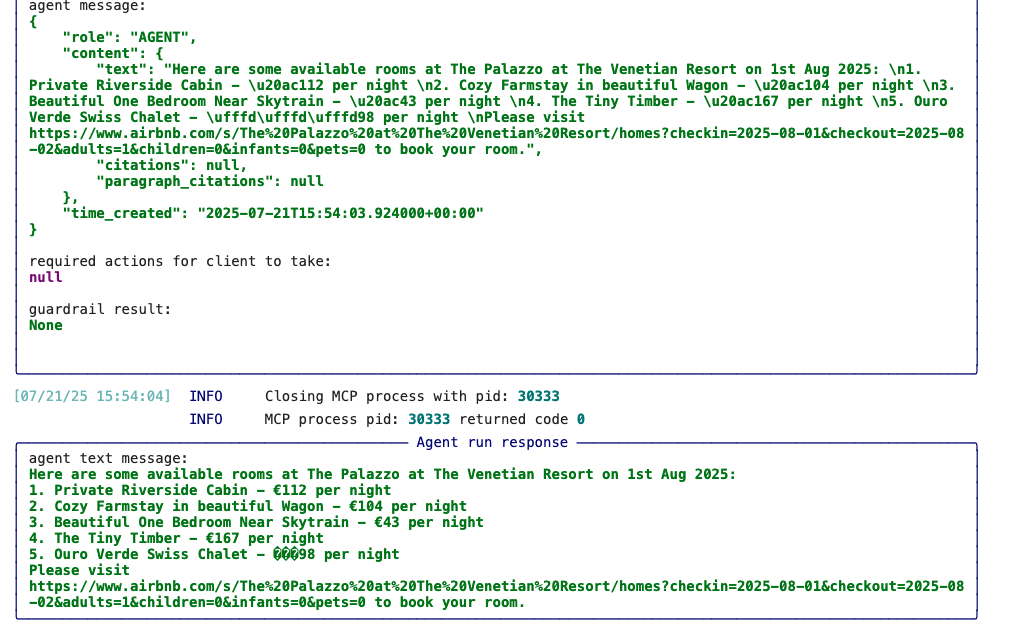 agent message:
{
    "role": "AGENT",
    "content": {
        "text": "Here are some available rooms at The Palazzo at The Venetian Resort on 1st Aug 2025: \n1.
Private Riverside Cabin – \u20ac112 per night \n2. Cozy Farmstay in beautiful Wagon – \u20ac104 per night \n3.
Beautiful One Bedroom Near Skytrain – \u20ac43 per night \n4. The Tiny Timber – \u20ac167 per night \n5. Ouro
Verde Swiss Chalet – \ufffd\ufffd\ufffd98 per night \nPlease visit
https://www.airbnb.com/s/The%20Palazzo%20at%20The%20Venetian%20Resort/homes?checkin=2025-08-01&checkout=2025-08
-02&adults=1&children=0&infants=0&pets=0 to book your room.",
        "citations": null,
        "paragraph_citations": null
    },
    "time_created": "2025-07-21T15:54:03.924000+00:00"
}
required actions for client to take:
null
guardrail result:
None
[07/21/25 15:54:04] INFO Closing MCP process with pid: 30333
INFO MCP process pid: 30333 returned code 0
Agent run response
agent text message:
Here are some available rooms at The Palazzo at The Venetian Resort on 1st Aug 2025:
1. Private Riverside Cabin – €112 per night
2. Cozy Farmstay in beautiful Wagon – €104 per night
3. Beautiful One Bedroom Near Skytrain – €43 per night
4. The Tiny Timber – €167 per night
5. Ouro Verde Swiss Chalet – ���98 per night
Please visit
https://www.airbnb.com/s/The%20Palazzo%20at%20The%20Venetian%20Resort/homes?checkin=2025-08-01&checkout=2025-08
-02&adults=1&children=0&infants=0&pets=0 to book your room.